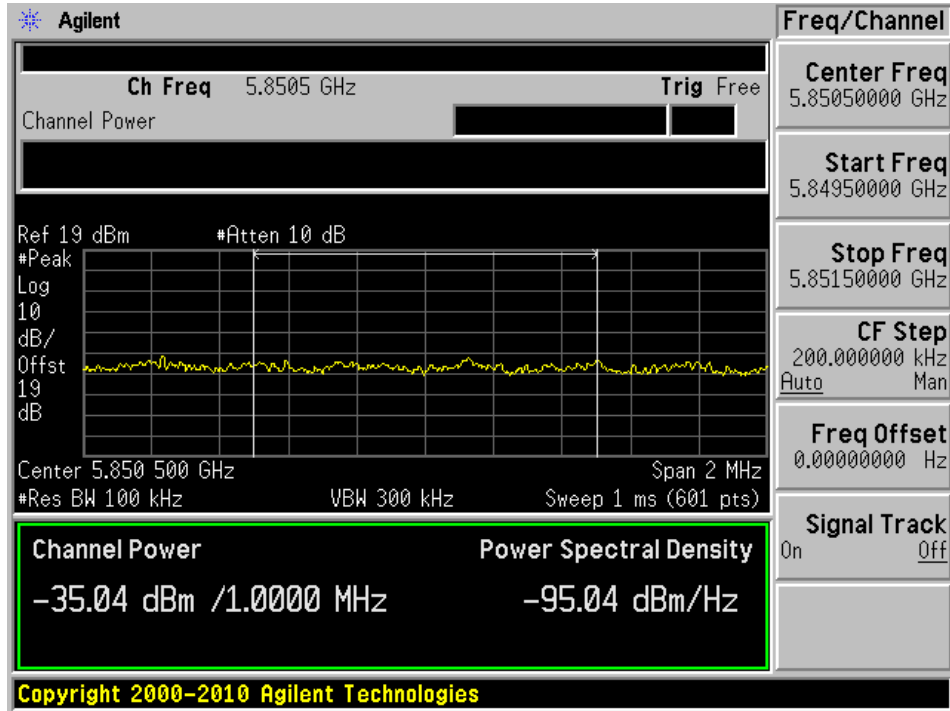 Agilent
Freq/Channel
Ch Freq 5.8505 GHz Trig Free
Channel Power
Center Freq
5.85050000 GHz
Start Freq
5.84950000 GHz
Stop Freq
5.85150000 GHz
CF Step
200.000000 kHz
Auto Man
Freq Offset
0.00000000 Hz
Signal Track
On Off
Ref 19 dBm #Atten 10 dB
#Peak
Log
10
dB/
Offst
19
dB
Center 5.850 500 GHz Span 2 MHz
#Res BW 100 kHz VBW 300 kHz Sweep 1 ms (601 pts)
Channel Power Power Spectral Density
-35.04 dBm /1.0000 MHz -95.04 dBm/Hz
Copyright 2000-2010 Agilent Technologies